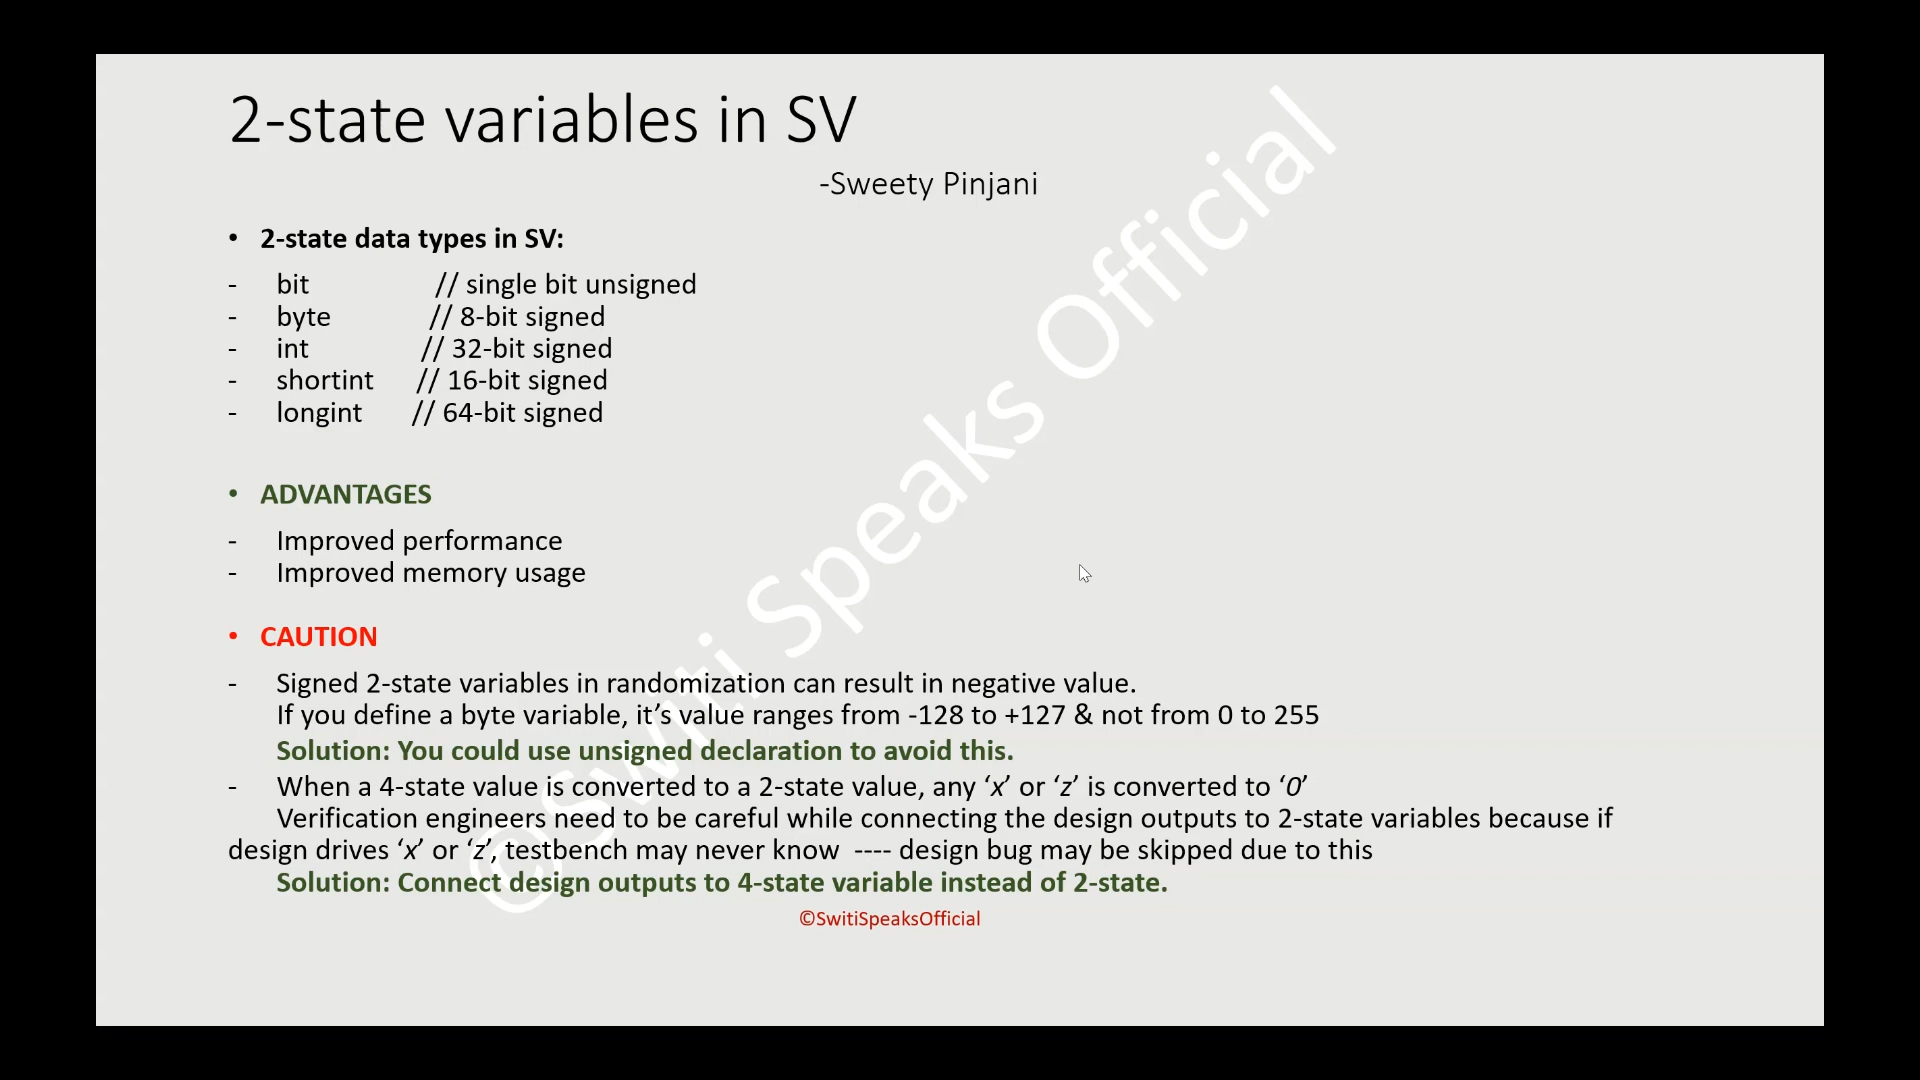 2-state variables in SV
-Sweety Pinjani
• 2-state data types in SV:
- bit // single bit unsigned
- byte // 8-bit signed
- int // 32-bit signed
- shortint // 16-bit signed
- longint // 64-bit signed
• ADVANTAGES
- Improved performance
- Improved memory usage
• CAUTION
- Signed 2-state variables in randomization can result in negative value.
If you define a byte variable, it’s value ranges from -128 to +127 & not from 0 to 255
Solution: You could use unsigned declaration to avoid this.
- When a 4-state value is converted to a 2-state value, any ‘x’ or ‘z’ is converted to ‘0’
Verification engineers need to be careful while connecting the design outputs to 2-state variables because if
design drives ‘x’ or ‘z’, testbench may never know ---- design bug may be skipped due to this
Solution: Connect design outputs to 4-state variable instead of 2-state.
©SwitiSpeaksOfficial
©Switi Speaks Official